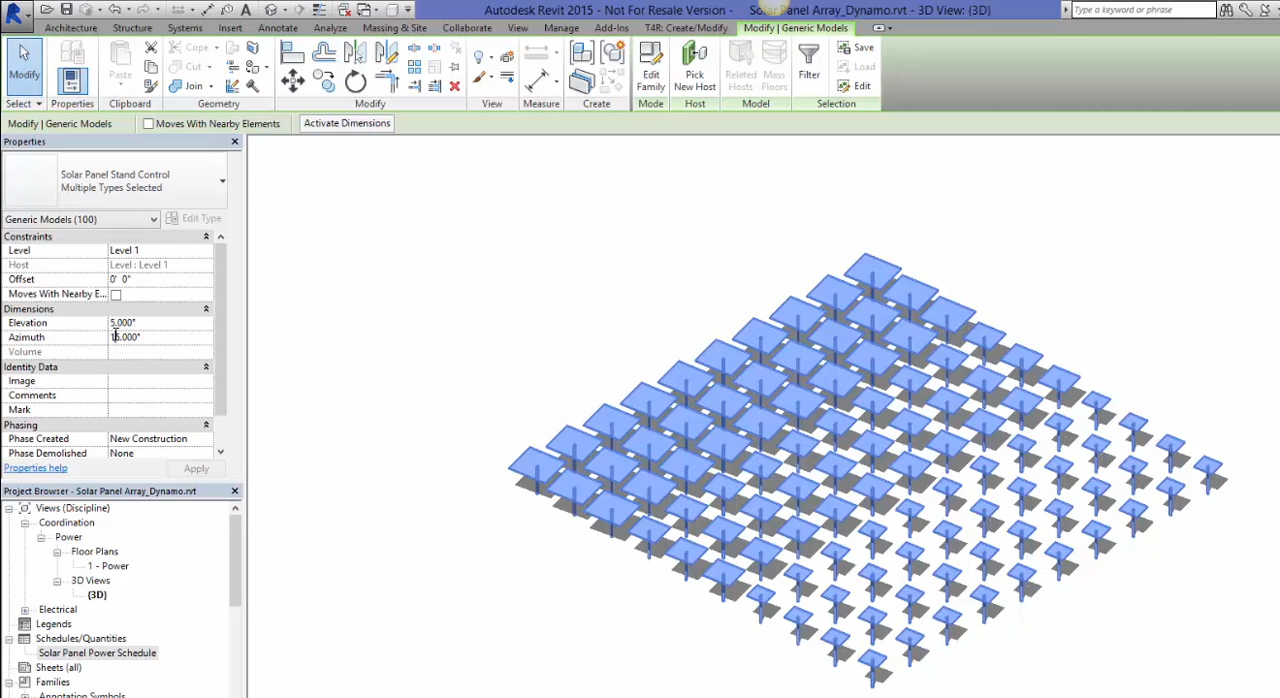 Autodesk Revit 2015 - Not For Resale Version - Solar Panel Array_Dynamo.rvt - 3D View: {3D}
Type a keyword or phrase
Architecture Structure Systems Insert Annotate Analyze Massing & Site Collaborate View Manage Add-Ins T4R: Create/Modify Modify | Generic Models
Modify
Paste
Cope
Cut
Join
Edit Family
Pick New Host
Related Hosts
Mass Floors
Filter
Save
Load
Edit
Select Properties Clipboard Geometry Modify View Measure Create Mode Host Model Selection
Modify | Generic Models Moves With Nearby Elements Activate Dimensions
Properties
Solar Panel Stand Control
Multiple Types Selected
Generic Models (100) Edit Type
Constraints
Level Level 1
Host Level : Level 1
Offset 0' 0"
Moves With Nearby E...
Dimensions
Elevation 5.000°
Azimuth
Volume
Identity Data
Image
Comments
Mark
Phasing
Phase Created New Construction
Phase Demolished None
Properties help Apply
Project Browser - Solar Panel Array_Dynamo.rvt
Views (Discipline)
Coordination
Power
Floor Plans
1 - Power
3D Views
{3D}
Electrical
Legends
Schedules/Quantities
Solar Panel Power Schedule
Sheets (all)
Families
Annotation Symbols